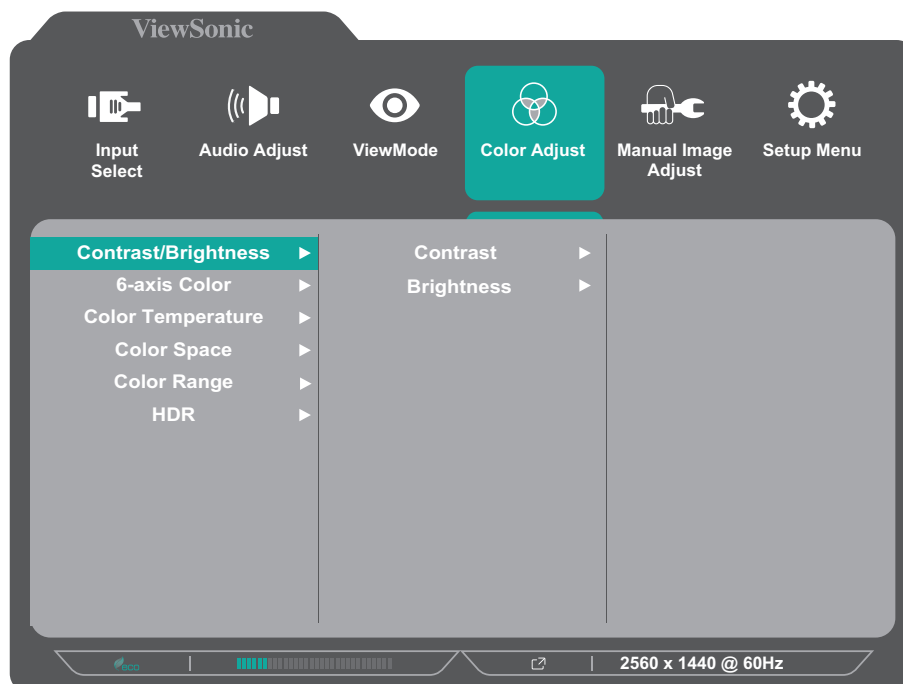 ViewSonic
Input
Select
Audio Adjust
ViewMode
Color Adjust
Manual Image
Adjust
Setup Menu
Contrast/Brightness
6-axis Color
Color Temperature
Color Space
Color Range
HDR
Contrast
Brightness
eco
2560 x 1440 @ 60Hz